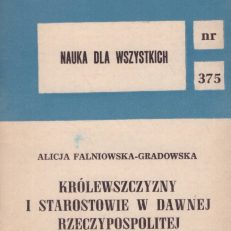 NAUKA DLA WSZYSTKICH
nr
375
ALICJA FALNIOWSKA-GRADOWSKA
KRÓLEWSZCZYZNY
I STAROSTOWIE W DAWNEJ
RZECZYPOSPOLITEJ